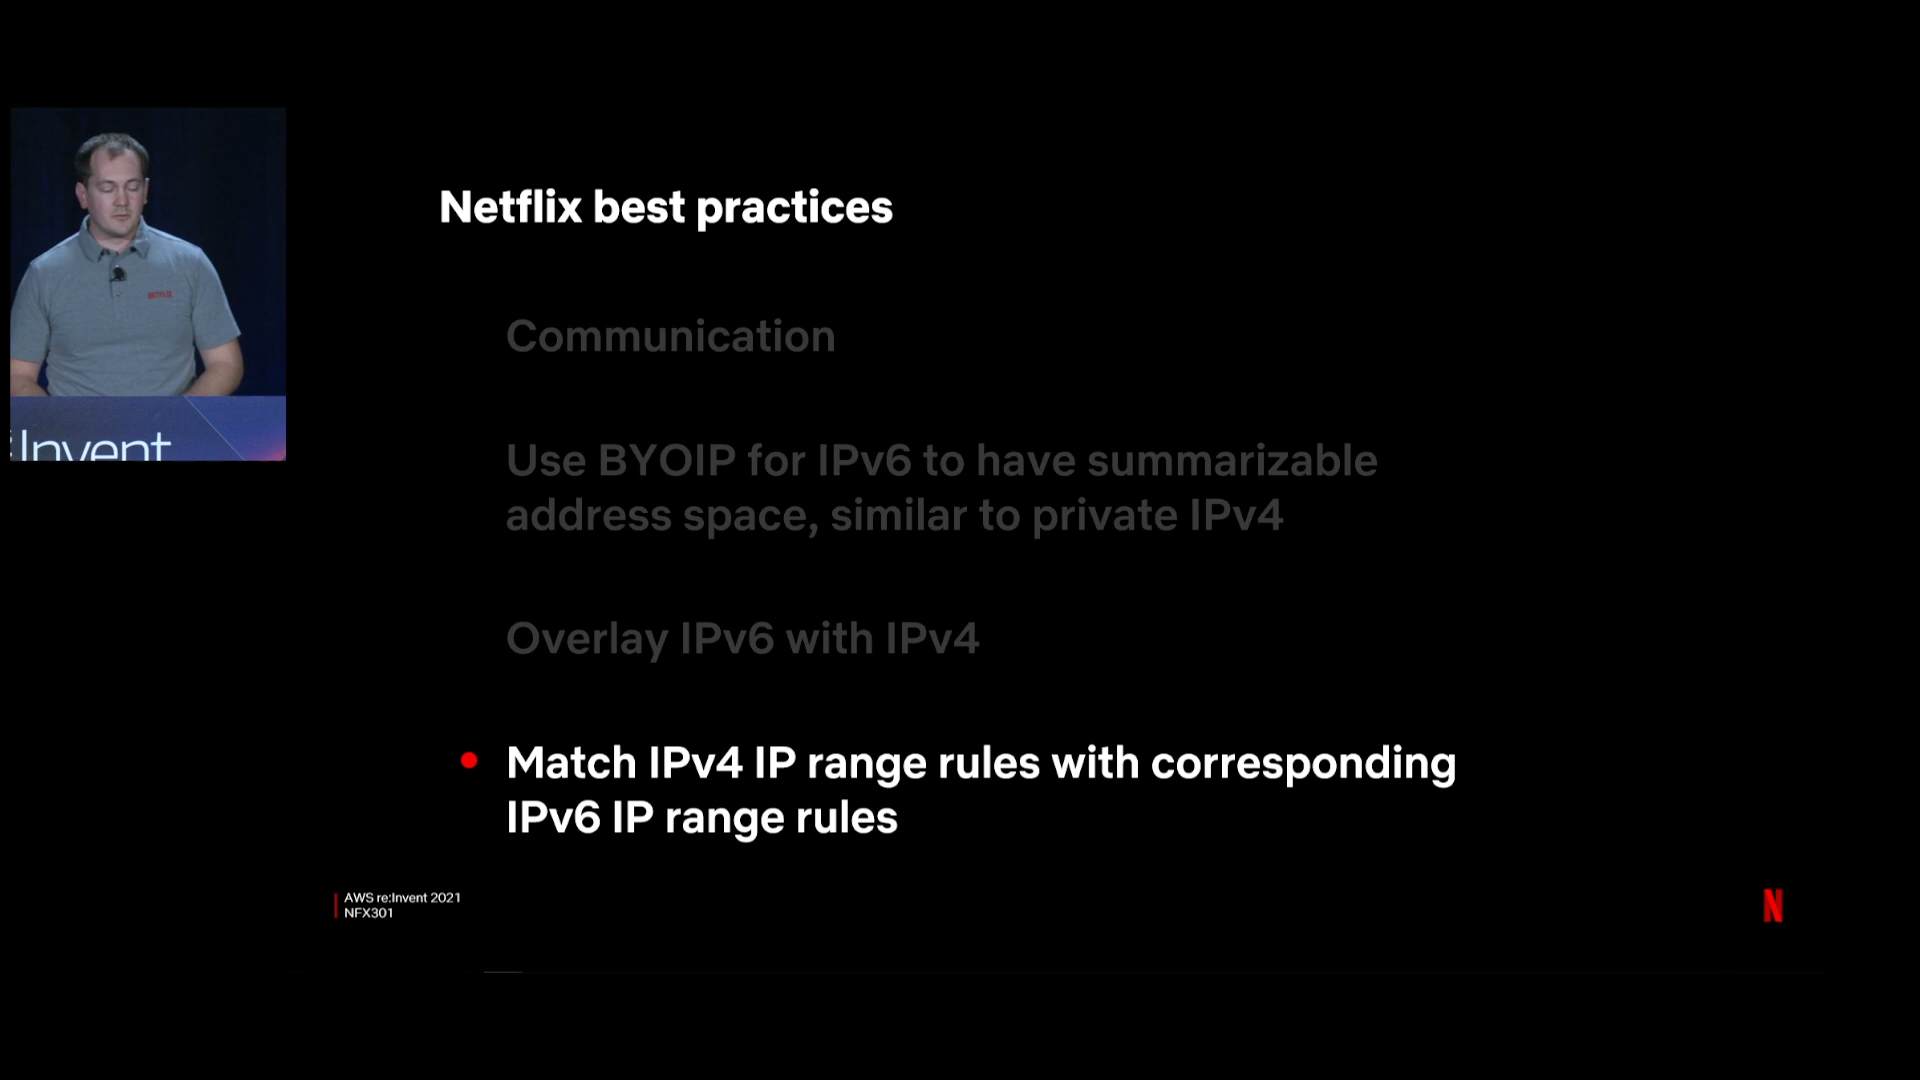 Netflix best practices
Communication
Use BYOIP for IPv6 to have summarizable
address space, similar to private IPv4
Overlay IPv6 with IPv4
Match IPv4 IP range rules with corresponding
IPv6 IP range rules
NETFLIX
Invent
AWS re:Invent 2021
NFX301
N